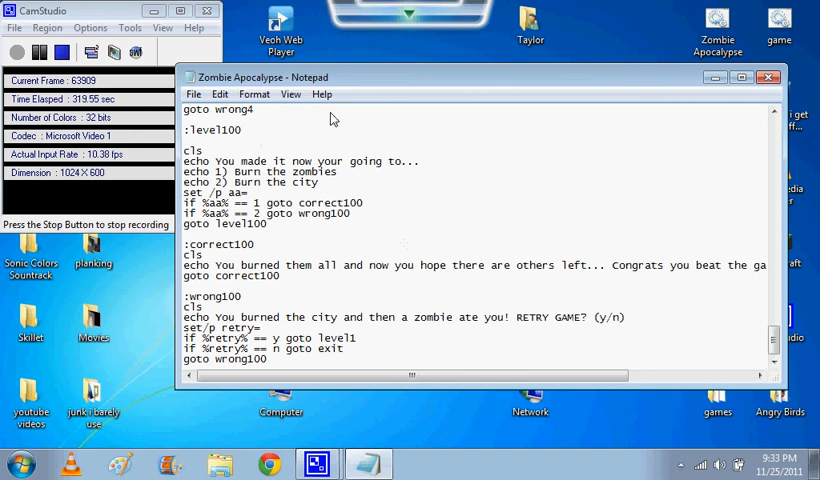 CamStudio
File Region Options Tools View Help
Current Frame : 63909
Time Elasped : 319.55 sec
Number of Colors : 32 bits
Codec : Microsoft Video 1
Actual Input Rate : 10.38 fps
Dimension : 1024 X 600
Press the Stop Button to stop recording
Veoh Web
Player
Taylor
Zombie
Apocalypse
game
Zombie Apocalypse - Notepad
File Edit Format View Help
goto wrong4
:level100
cls
echo You made it now your going to...
echo 1) Burn the zombies
echo 2) Burn the city
set /p aa=
if %aa% == 1 goto correct100
if %aa% == 2 goto wrong100
goto level100
:correct100
cls
echo You burned them all and now you hope there are others left... Congrats you beat the ga
goto correct100
:wrong100
cls
echo You burned the city and then a zombie ate you! RETRY GAME? (y/n)
set/p retry=
if %retry% == y goto level1
if %retry% == n goto exit
goto wrong100
Sonic Colors
Sountrack
planking
Skillet
Movies
youtube
videos
junk i barely
use
Computer
Network
games
Angry Birds
9:33 PM
11/25/2011